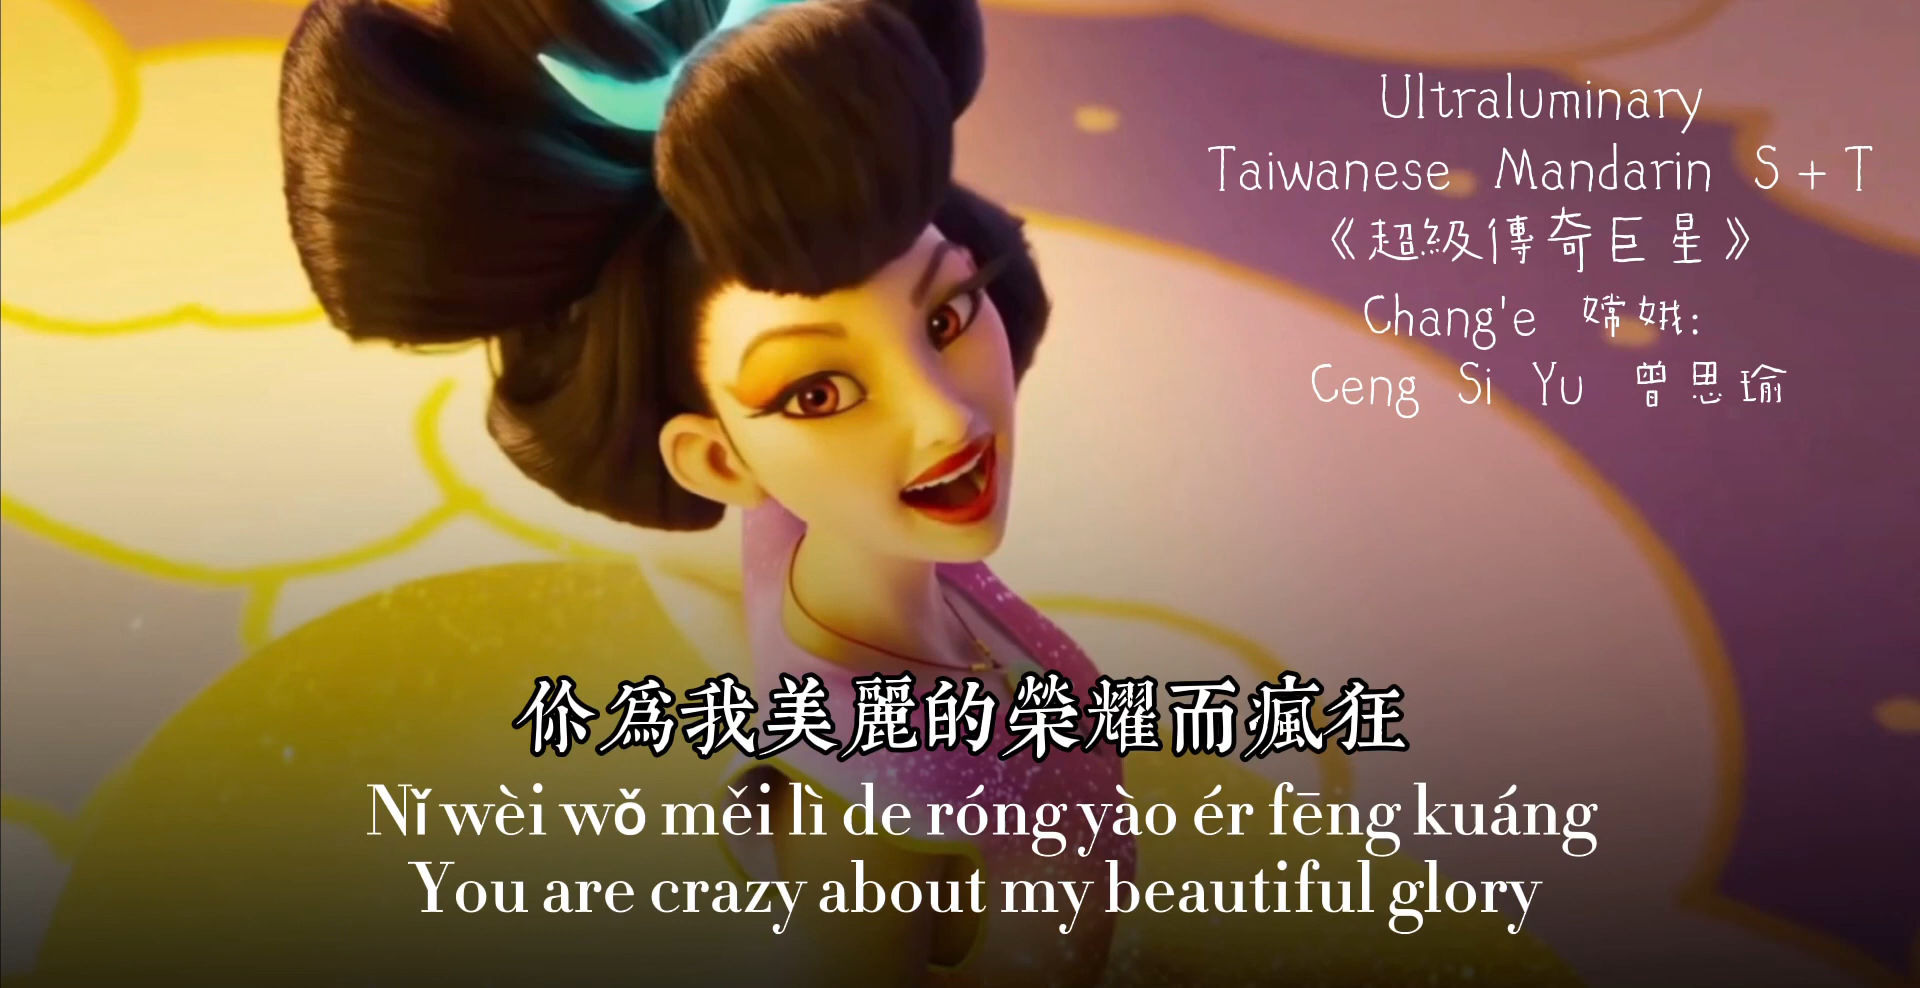 Ultraluminary
Taiwanese Mandarin S + T
《超級傳奇巨星》
Chang'e 嫦娥:
Ceng Si Yu 曾思瑜
你為我美麗的榮耀而瘋狂
Nǐ wèi wǒ měi lì de róng yào ér fēng kuáng
You are crazy about my beautiful glory